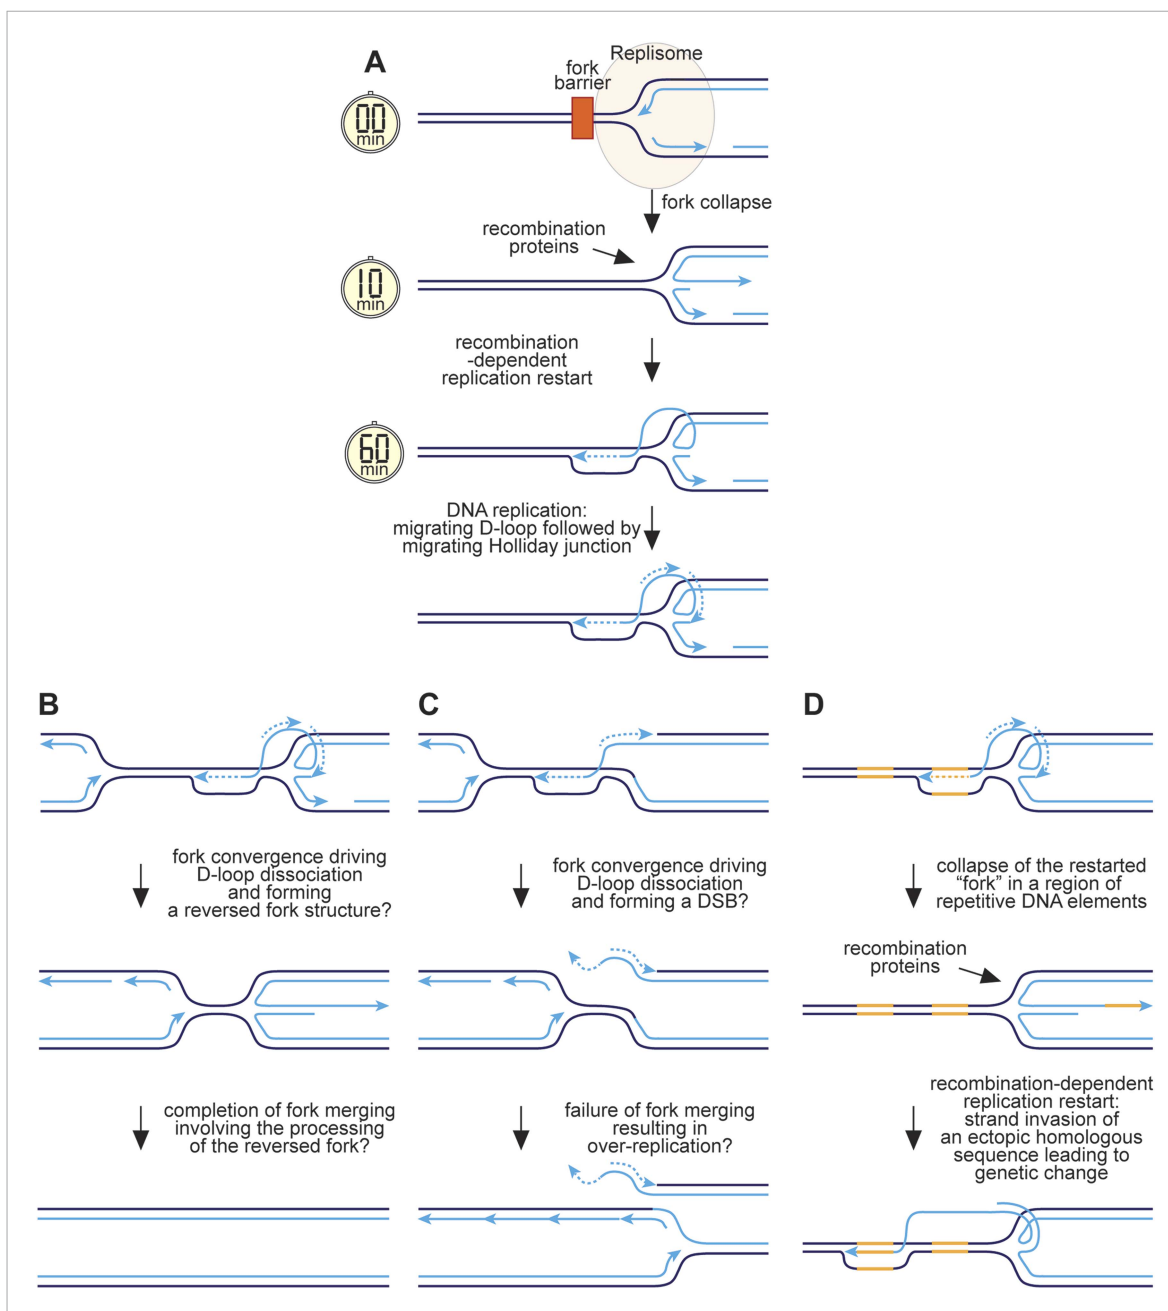 A
Replisome
fork
barrier
00
min
fork collapse
recombination
proteins
10
min
recombination
-dependent
replication restart
60
min
DNA replication:
migrating D-loop followed by
migrating Holliday junction
B
C
D
fork convergence driving
D-loop dissociation
and forming
a reversed fork structure?
fork convergence driving
D-loop dissociation
and forming a DSB?
collapse of the restarted
“fork” in a region of
repetitive DNA elements
recombination
proteins
completion of fork merging
involving the processing
of the reversed fork?
failure of fork merging
resulting in
over-replication?
recombination-dependent
replication restart:
strand invasion of
an ectopic homologous
sequence leading to
genetic change